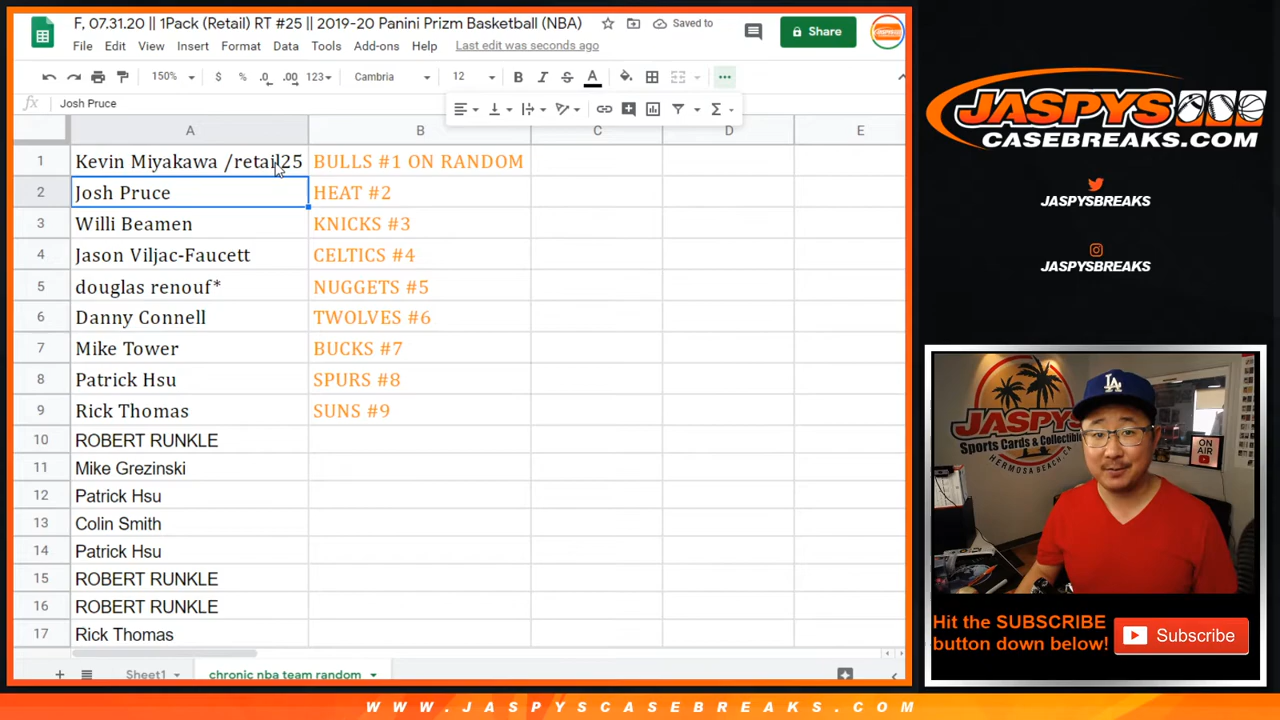 F, 07.31.20 || 1Pack (Retail) RT #25 || 2019-20 Panini Prizm Basketball (NBA)
Saved to
Share
File Edit View Insert Format Data Tools Add-ons Help Last edit was seconds ago
150% $ % .0 .00 123 Cambria 12 B I S A
fx Josh Pruce
A B C D E
1 Kevin Miyakawa /retail25 BULLS #1 ON RANDOM
2 Josh Pruce HEAT #2
3 Willi Beamen KNICKS #3
4 Jason Viljac-Faucett CELTICS #4
5 douglas renouf* NUGGETS #5
6 Danny Connell TWOLVES #6
7 Mike Tower BUCKS #7
8 Patrick Hsu SPURS #8
9 Rick Thomas SUNS #9
10 ROBERT RUNKLE
11 Mike Grezinski
12 Patrick Hsu
13 Colin Smith
14 Patrick Hsu
15 ROBERT RUNKLE
16 ROBERT RUNKLE
17 Rick Thomas
Sheet1 chronic nba team random
JASPYS
CASEBREAKS.COM
JASPYSBREAKS
JASPYSBREAKS
JASPYS
Sports Cards & Collectibles
HERMOSA BEACH, CA
LA
ON
AIR
Hit the SUBSCRIBE
button down below!
Subscribe
WWW.JASPYSCASEBREAKS.COM